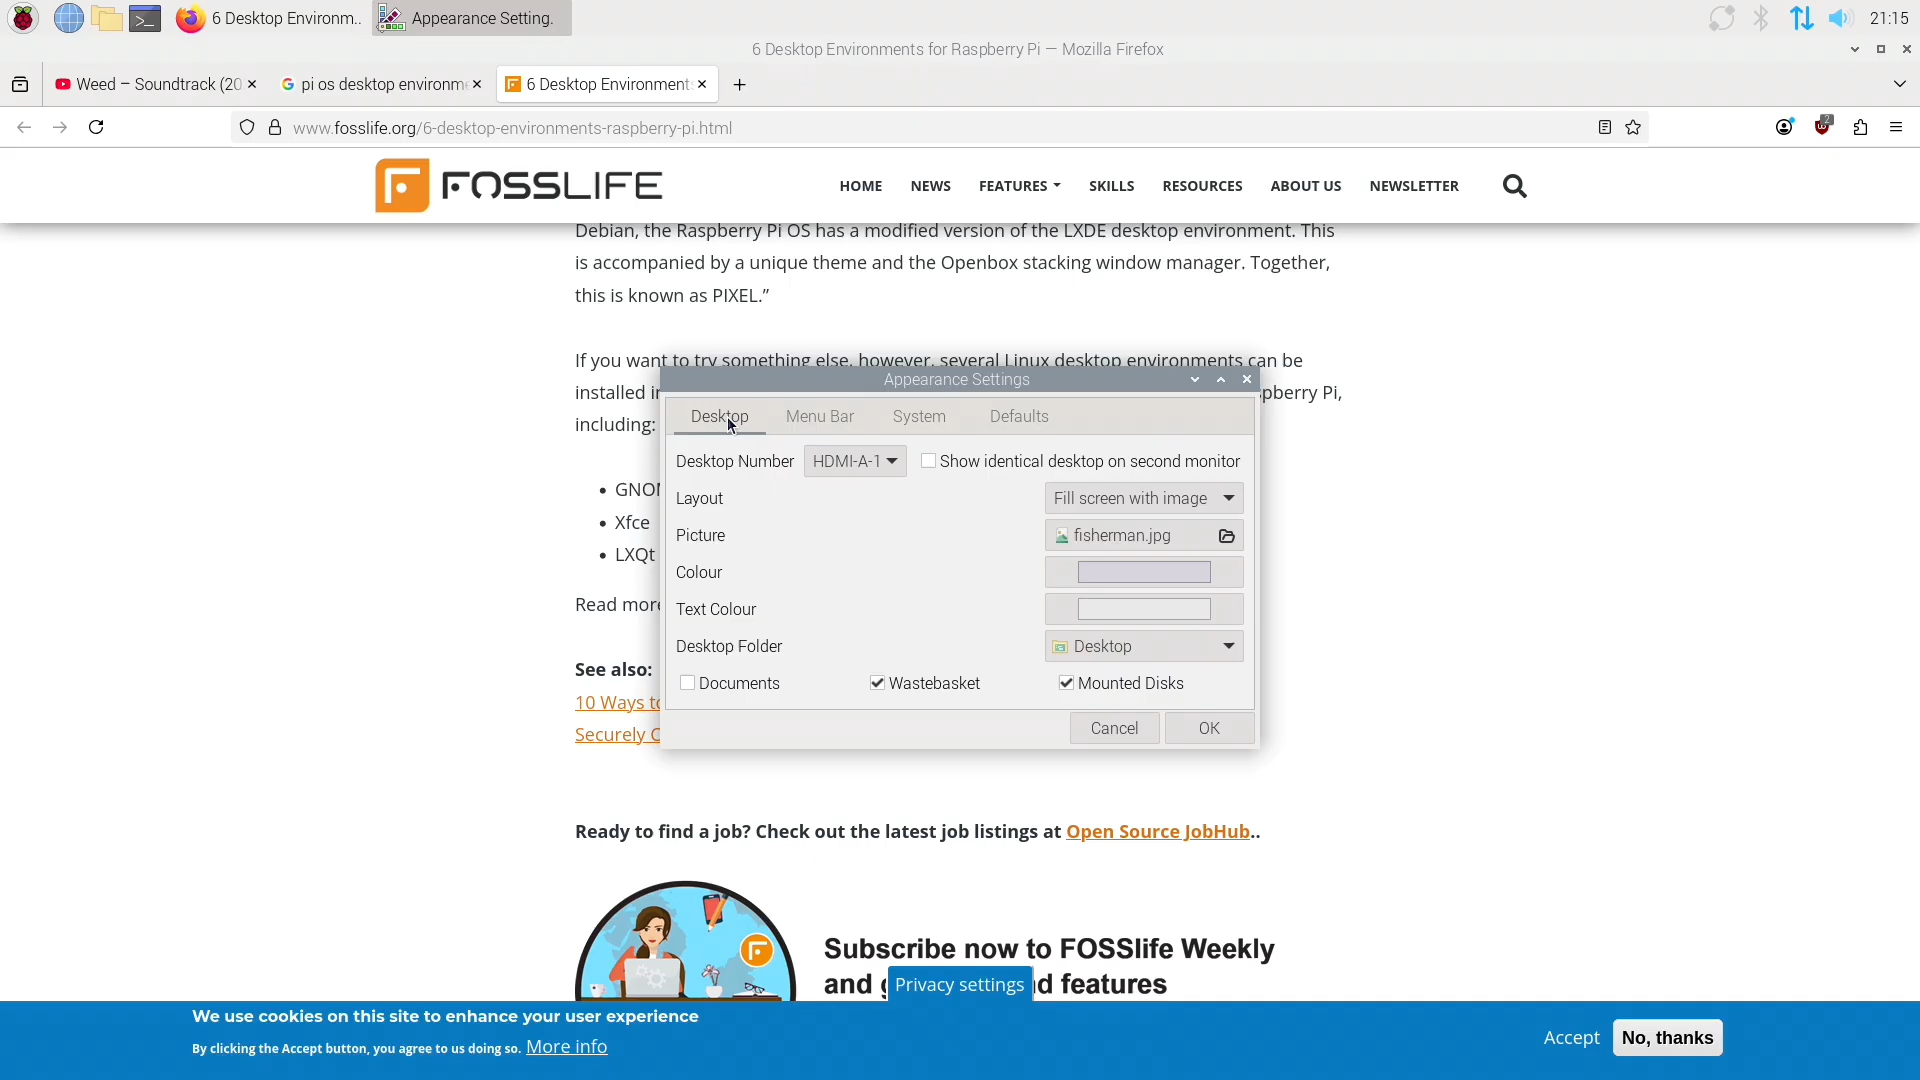 6 Desktop Environm..
Appearance Setting.
21:15
6 Desktop Environments for Raspberry Pi — Mozilla Firefox
Weed – Soundtrack (20
pi os desktop environme
6 Desktop Environments
www.fosslife.org/6-desktop-environments-raspberry-pi.html
2
FOSSLIFE
HOME
NEWS
FEATURES
SKILLS
RESOURCES
ABOUT US
NEWSLETTER
Debian, the Raspberry Pi OS has a modified version of the LXDE desktop environment. This
is accompanied by a unique theme and the Openbox stacking window manager. Together,
this is known as PIXEL.”
If you want to try something else, however, several Linux desktop environments can be
installed
spberry Pi,
including:
• GNOM
• Xfce
• LXQt
Read more
See also:
10 Ways to
Securely
Appearance Settings
Desktop
Menu Bar
System
Defaults
Desktop Number
HDMI-A-1
Show identical desktop on second monitor
Layout
Fill screen with image
Picture
fisherman.jpg
Colour
Text Colour
Desktop Folder
Desktop
Documents
Wastebasket
Mounted Disks
Cancel
OK
Ready to find a job? Check out the latest job listings at Open Source JobHub..
Subscribe now to FOSSlife Weekly
and
d features
Privacy settings
We use cookies on this site to enhance your user experience
By clicking the Accept button, you agree to us doing so. More info
Accept
No, thanks